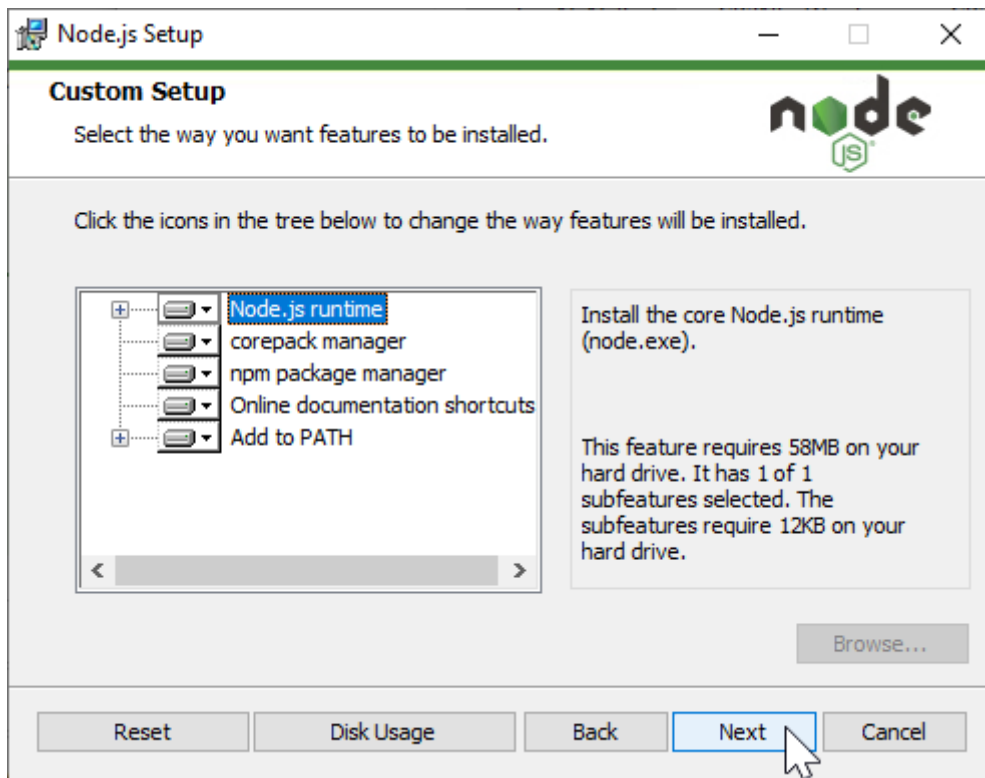 Node.js Setup
Custom Setup
Select the way you want features to be installed.
node
JS
Click the icons in the tree below to change the way features will be installed.
Node.js runtime
corepack manager
npm package manager
Online documentation shortcuts
Add to PATH
Install the core Node.js runtime
(node.exe).
This feature requires 58MB on your
hard drive. It has 1 of 1
subfeatures selected. The
subfeatures require 12KB on your
hard drive.
Browse...
Reset
Disk Usage
Back
Next
Cancel